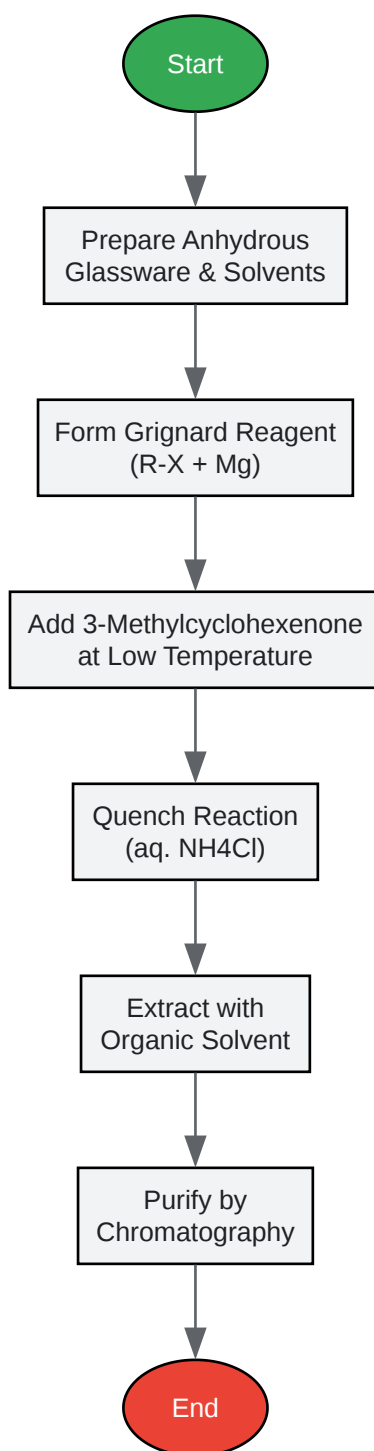 Start
Prepare Anhydrous
Glassware & Solvents
Form Grignard Reagent
(R-X + Mg)
Add 3-Methylcyclohexenone
at Low Temperature
Quench Reaction
(aq. NH4Cl)
Extract with
Organic Solvent
Purify by
Chromatography
End